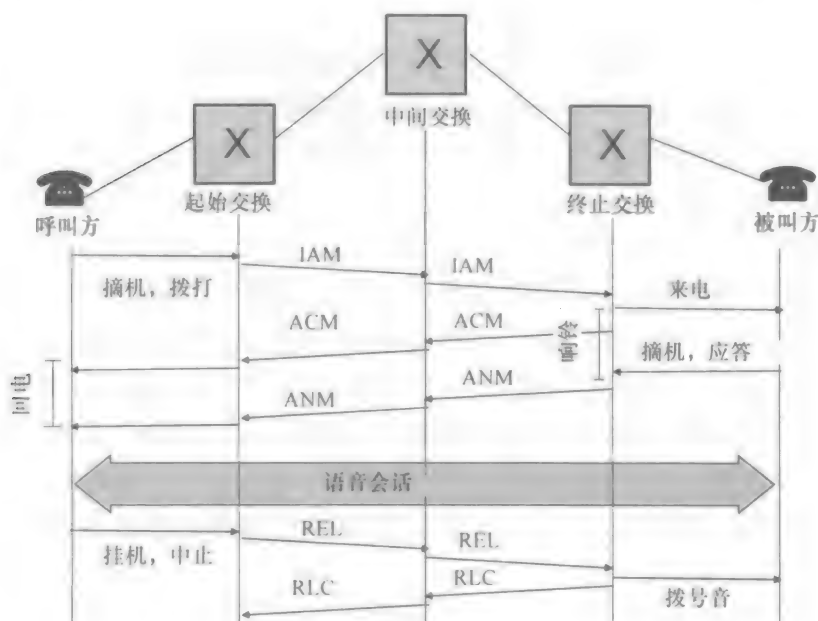 X
中间交换
X
起始交换
X
终止交换
呼叫方
被叫方
IAM
IAM
摘机，拨打
来电
ACM
ACM
响铃
摘机，应答
回电
ANM
ANM
语音会话
挂机，中止
REL
REL
RLC
RLC
拨号音